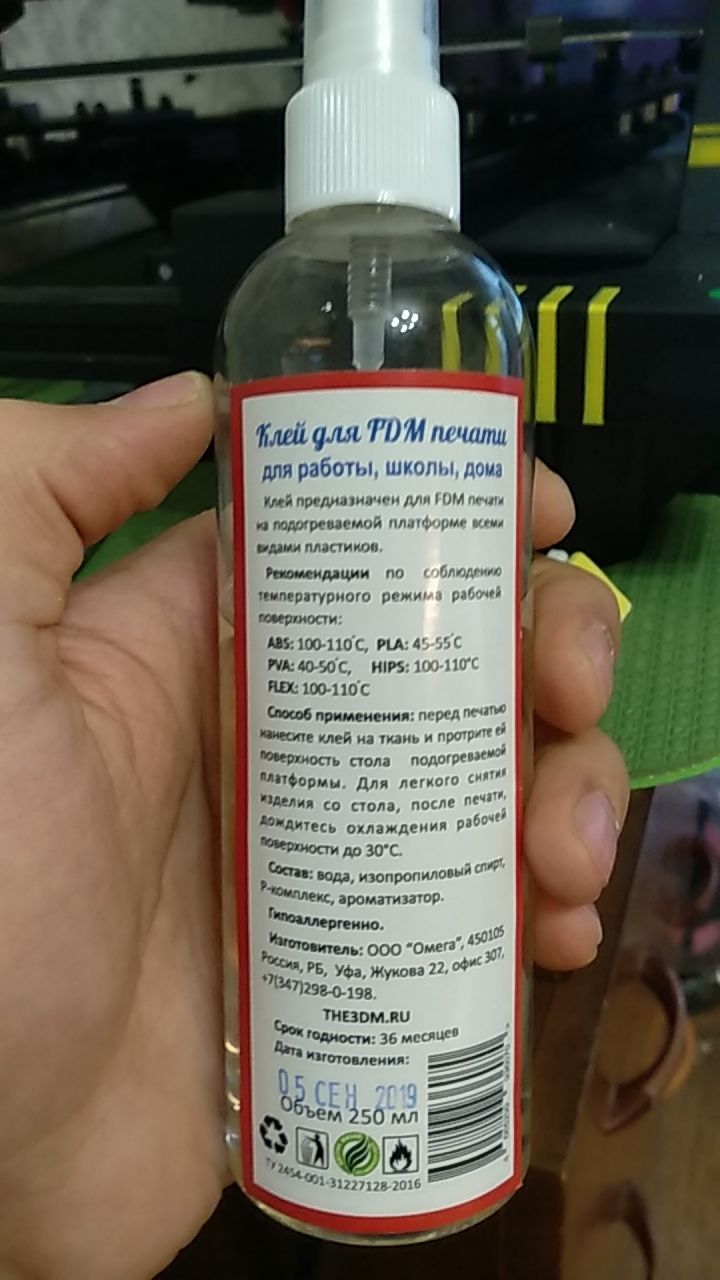 Клей для FDM печати
для работы, школы, дома
Клей предназначен для FDM печати
на подогреваемой платформе всеми
видами пластиков.
Рекомендации по соблюдению
температурного режима рабочей
поверхности:
ABS: 100-110°C, PLA: 45-55°C
PVA: 40-50°C, HIPS: 100-110°C
FLEX: 100-110°C
Способ применения: перед печатью
нанесите клей на ткань и протрите ей
поверхность стола подогреваемой
платформы. Для легкого снятия
изделия со стола, после печати,
дождитесь охлаждения рабочей
поверхности до 30°C.
Состав: вода, изопропиловый спирт,
Р-комплекс, ароматизатор.
Гипоаллергенно.
Изготовитель: ООО "Омега", 450105
Россия, РБ, Уфа, Жукова 22, офис 307,
+7(347)298-0-198.
THE3DM.RU
Срок годности: 36 месяцев
Дата изготовления:
05 СЕН 2019
Объем 250 мл
ТУ 2454-001-31227128-2016